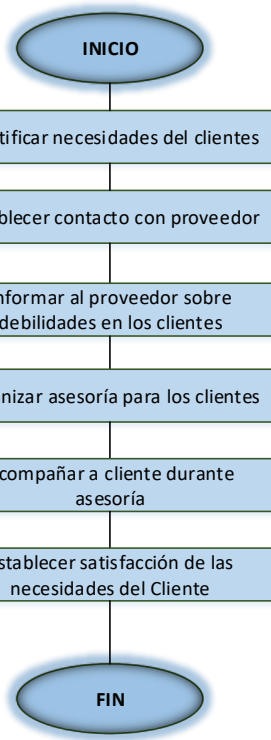 INICIO
tificar necesidades del clientes
blecer contacto con proveedor
nformar al proveedor sobre
debilidades en los clientes
nizar asesoría para los clientes
compañar a cliente durante
asesoría
stablecer satisfacción de las
necesidades del Cliente
FIN